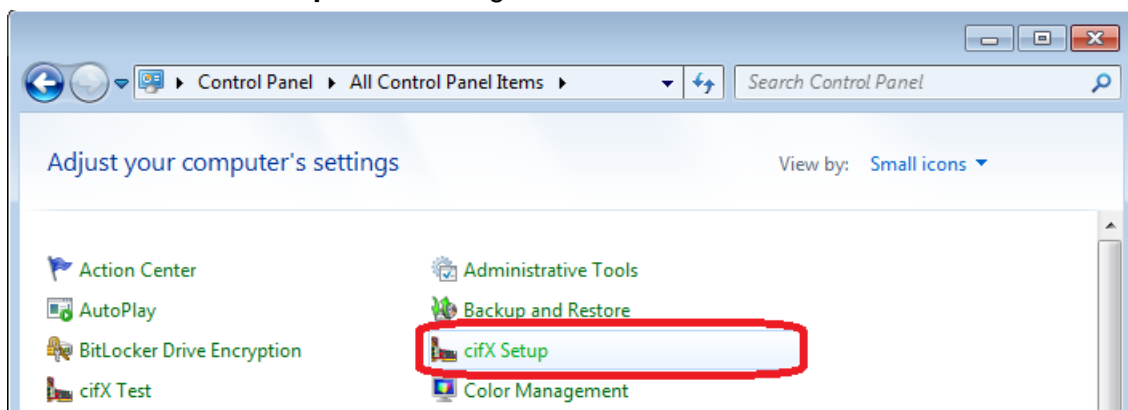 Control Panel All Control Panel Items Search Control Panel
Adjust your computer's settings View by: Small icons
Action Center Administrative Tools
AutoPlay Backup and Restore
BitLocker Drive Encryption cifX Setup
cifX Test Color Management